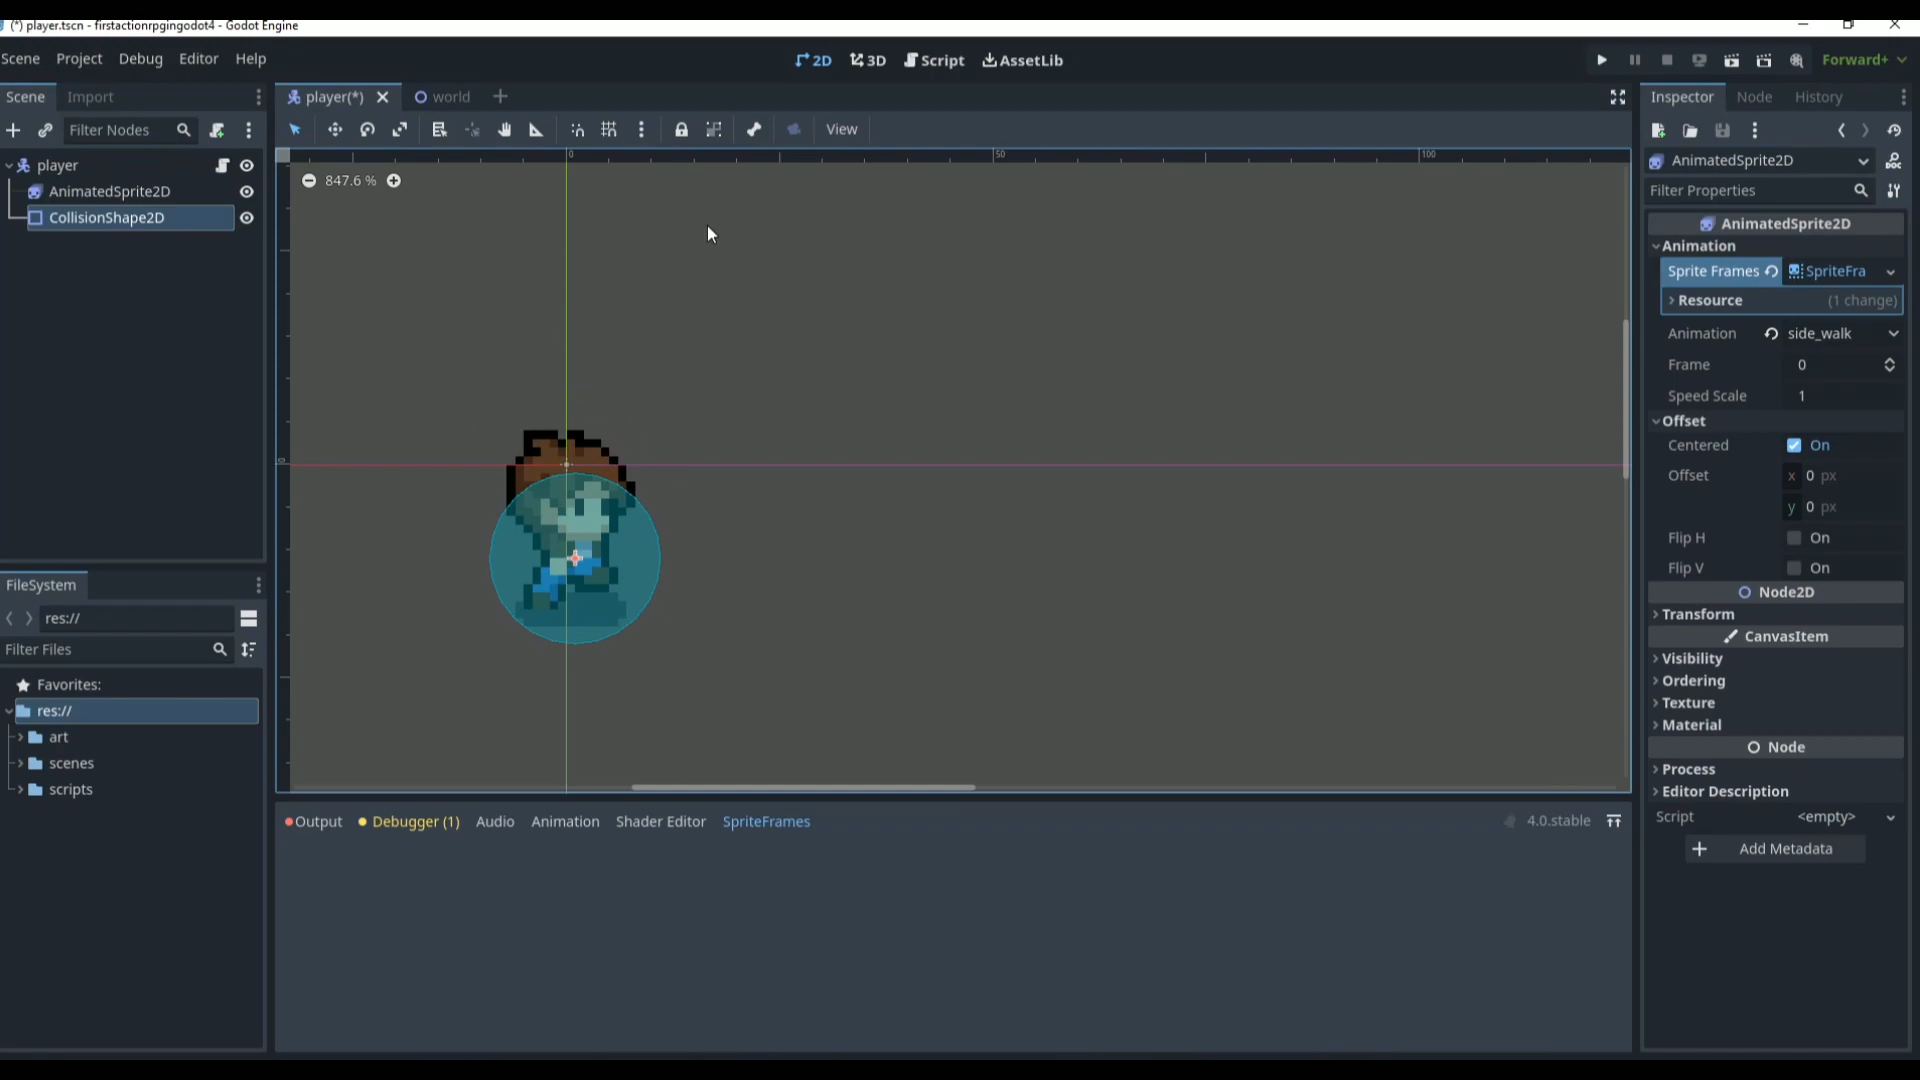 (*) player.tscn - firstactionrpgingodot4 - Godot Engine
Scene Project Debug Editor Help
2D 3D Script AssetLib
Forward+
Scene Import
player(*) world
Inspector Node History
Filter Nodes
View
player
AnimatedSprite2D
CollisionShape2D
0 50 100
847.6 %
0
AnimatedSprite2D
Filter Properties
AnimatedSprite2D
Animation
Sprite Frames SpriteFra
Resource (1 change)
Animation side_walk
Frame 0
Speed Scale 1
Offset
Centered On
Offset x 0 px
y 0 px
Flip H On
Flip V On
Node2D
Transform
CanvasItem
Visibility
Ordering
Texture
Material
Node
Process
Editor Description
Script <empty>
Add Metadata
FileSystem
res://
Filter Files
Favorites:
res://
art
scenes
scripts
Output Debugger (1) Audio Animation Shader Editor SpriteFrames 4.0.stable